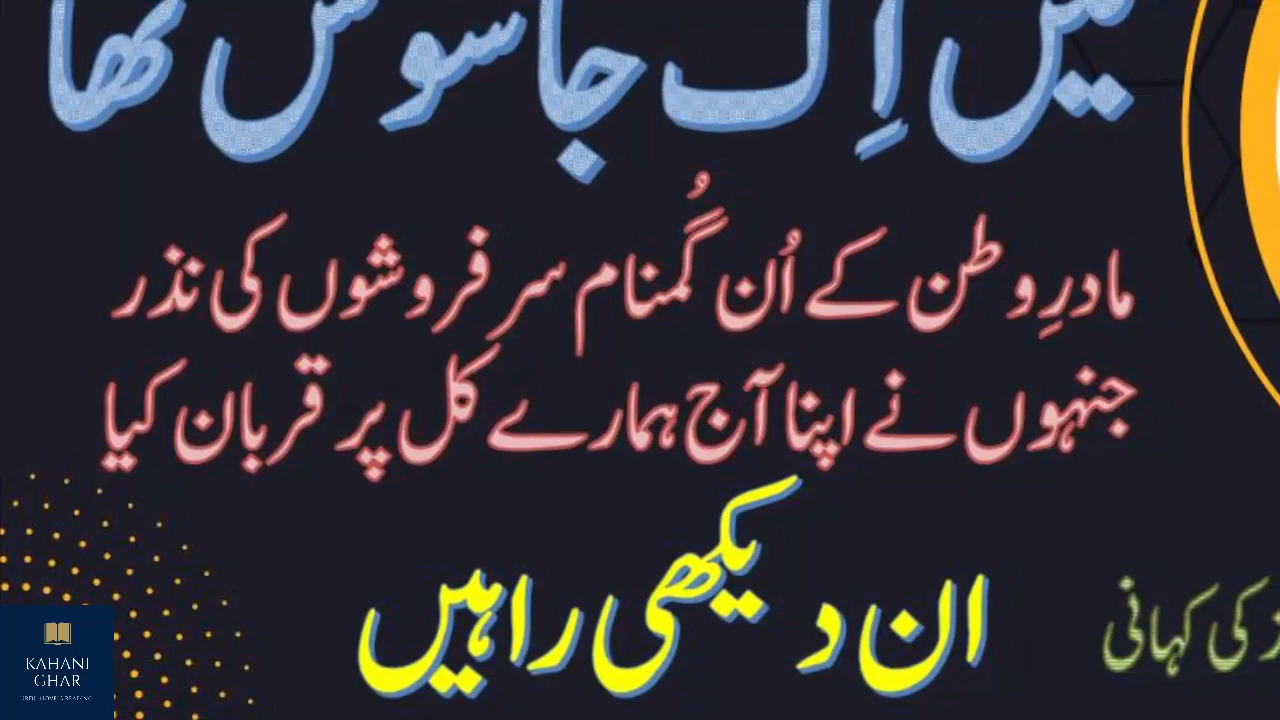 میں اِک جاسوس تھا
مادرِ وطن کے اُن گُمنام سرفروشوں کی نذر
جنہوں نے اپنا آج ہمارے کل پر قربان کیا
ان دیکھی راہیں
کی کہانی
KAHANI
GHAR